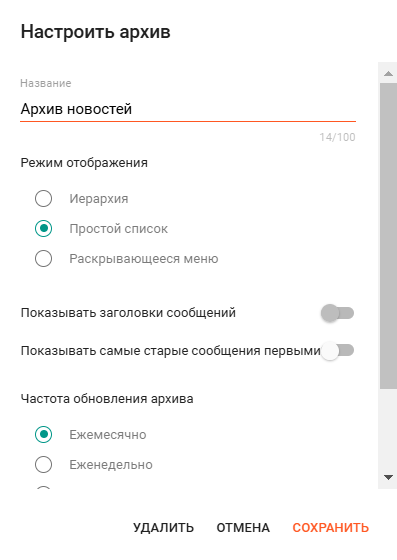 Настроить архив
Название
Архив новостей
14/100
Режим отображения
Иерархия
Простой список
Раскрывающееся меню
Показывать заголовки сообщений
Показывать самые старые сообщения первыми
Частота обновления архива
Ежемесячно
Еженедельно
УДАЛИТЬ ОТМЕНА СОХРАНИТЬ